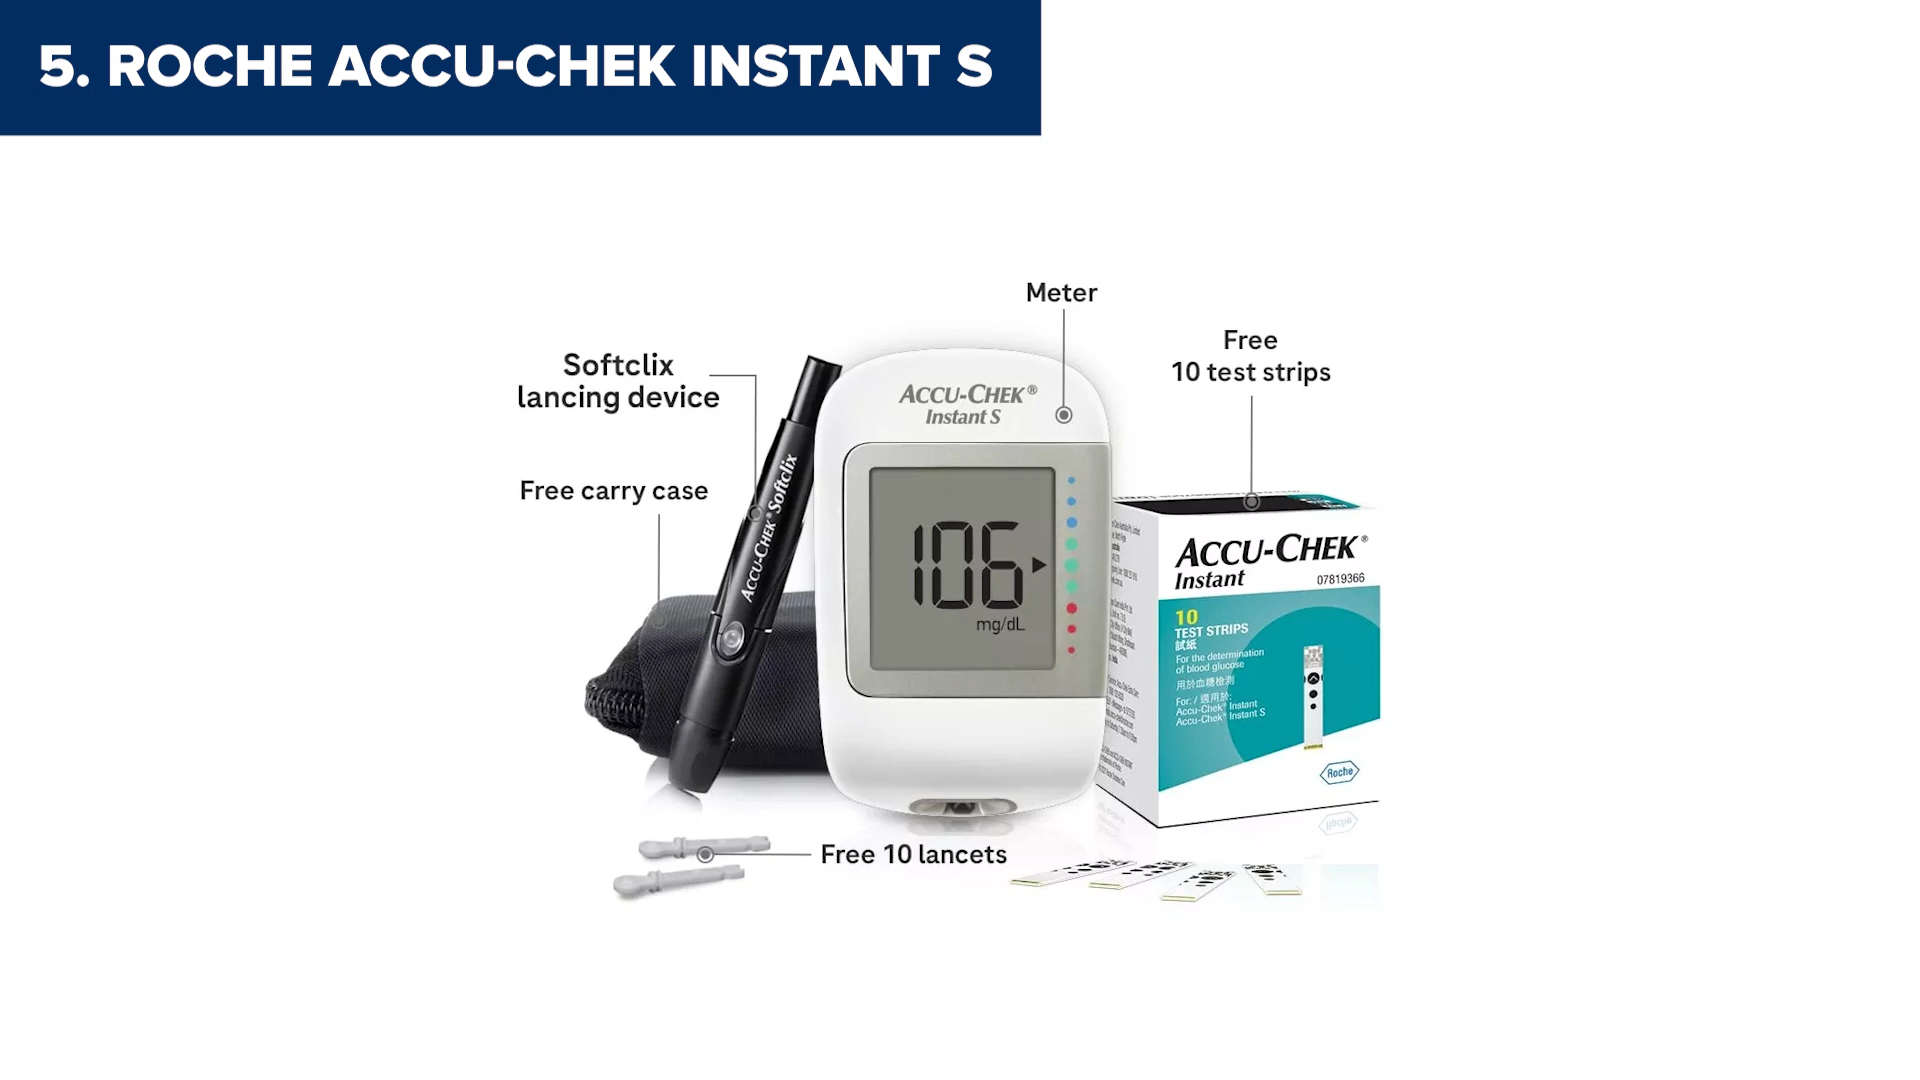 5. ROCHE ACCU-CHEK INSTANT S
Meter
Free
10 test strips
Softclix
lancing device
Free carry case
ACCU-CHEK® Softclix
ACCU-CHEK®
Instant S
106
mg/dL
ACCU-CHEK®
Instant
07819366
10
TEST STRIPS
試紙
For the determination
of blood glucose
用於血糖檢測
For: / 適用於:
Accu-Chek® Instant
Accu-Chek® Instant S
Roche
Free 10 lancets